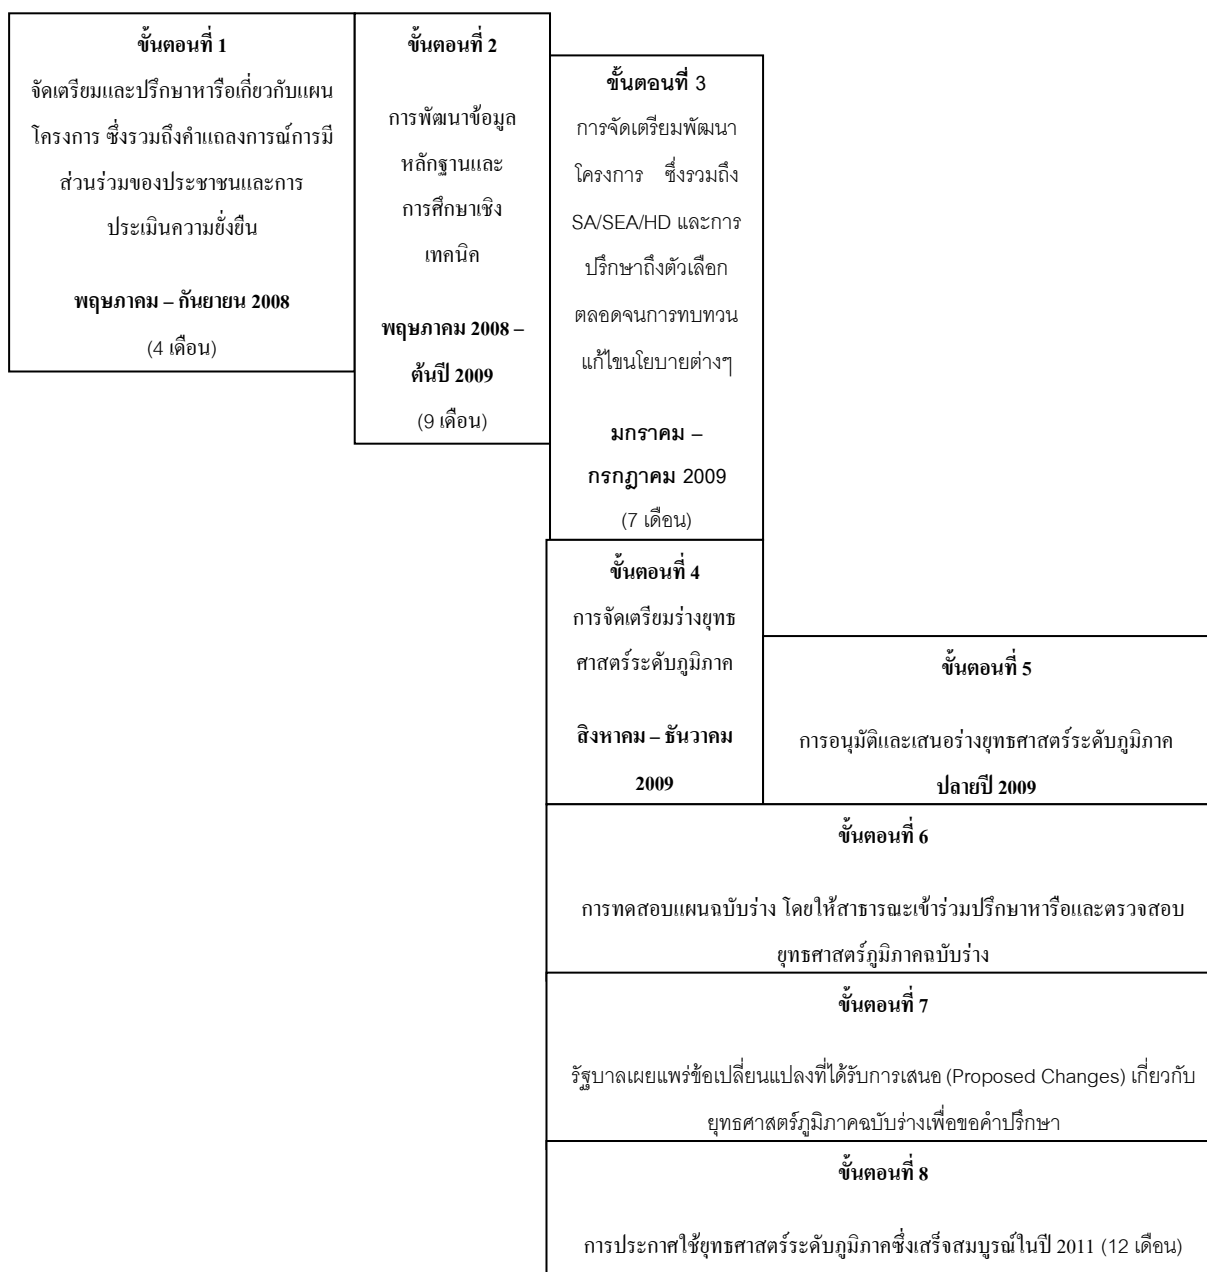 ขั้นตอนที่ 1
จัดเตรียมและปรึกษาหารือเกี่ยวกับแผน
โครงการ ซึ่งรวมถึงคำแถลงการณ์การมี
ส่วนร่วมของประชาชนและการ
ประเมินความยั่งยืน
พฤษภาคม – กันยายน 2008
(4 เดือน)
ขั้นตอนที่ 2
การพัฒนาข้อมูล
หลักฐานและ
การศึกษาเชิง
เทคนิค
พฤษภาคม 2008 –
ต้นปี 2009
(9 เดือน)
ขั้นตอนที่ 3
การจัดเตรียมพัฒนา
โครงการ ซึ่งรวมถึง
SA/SEA/HD และการ
ปรึกษาถึงตัวเลือก
ตลอดจนการทบทวน
แก้ไขนโยบายต่างๆ
มกราคม –
กรกฎาคม 2009
(7 เดือน)
ขั้นตอนที่ 4
การจัดเตรียมร่างยุทธ
ศาสตร์ระดับภูมิภาค
สิงหาคม – ธันวาคม
2009
ขั้นตอนที่ 5
การอนุมัติและเสนอร่างยุทธศาสตร์ระดับภูมิภาค
ปลายปี 2009
ขั้นตอนที่ 6
การทดสอบแผนฉบับร่าง โดยให้สาธารณะเข้าร่วมปรึกษาหารือและตรวจสอบ
ยุทธศาสตร์ภูมิภาคฉบับร่าง
ขั้นตอนที่ 7
รัฐบาลเผยแพร่ข้อเปลี่ยนแปลงที่ได้รับการเสนอ (Proposed Changes) เกี่ยวกับ
ยุทธศาสตร์ภูมิภาคฉบับร่างเพื่อขอคำปรึกษา
ขั้นตอนที่ 8
การประกาศใช้ยุทธศาสตร์ระดับภูมิภาคซึ่งเสร็จสมบูรณ์ในปี 2011 (12 เดือน)